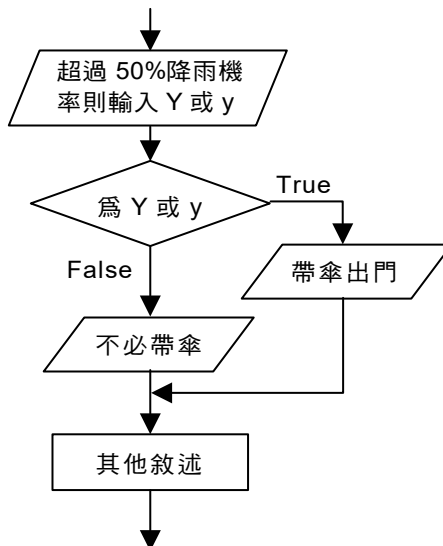 超過 50%降雨機
率則輸入 Y 或 y
爲 Y 或 y
True
False
帶傘出門
不必帶傘
其他敘述